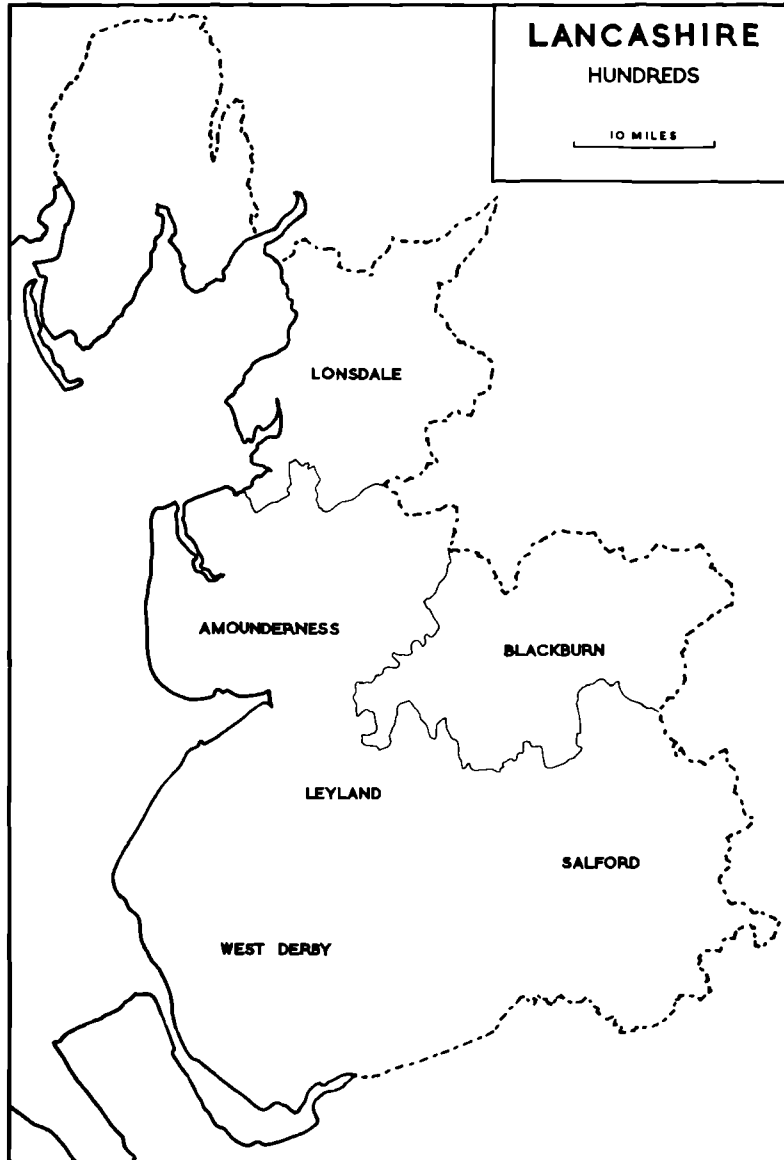 LANCASHIRE
HUNDREDS
10 MILES
LONSDALE
AMOUNDERNESS
BLACKBURN
LEYLAND
SALFORD
WEST DERBY